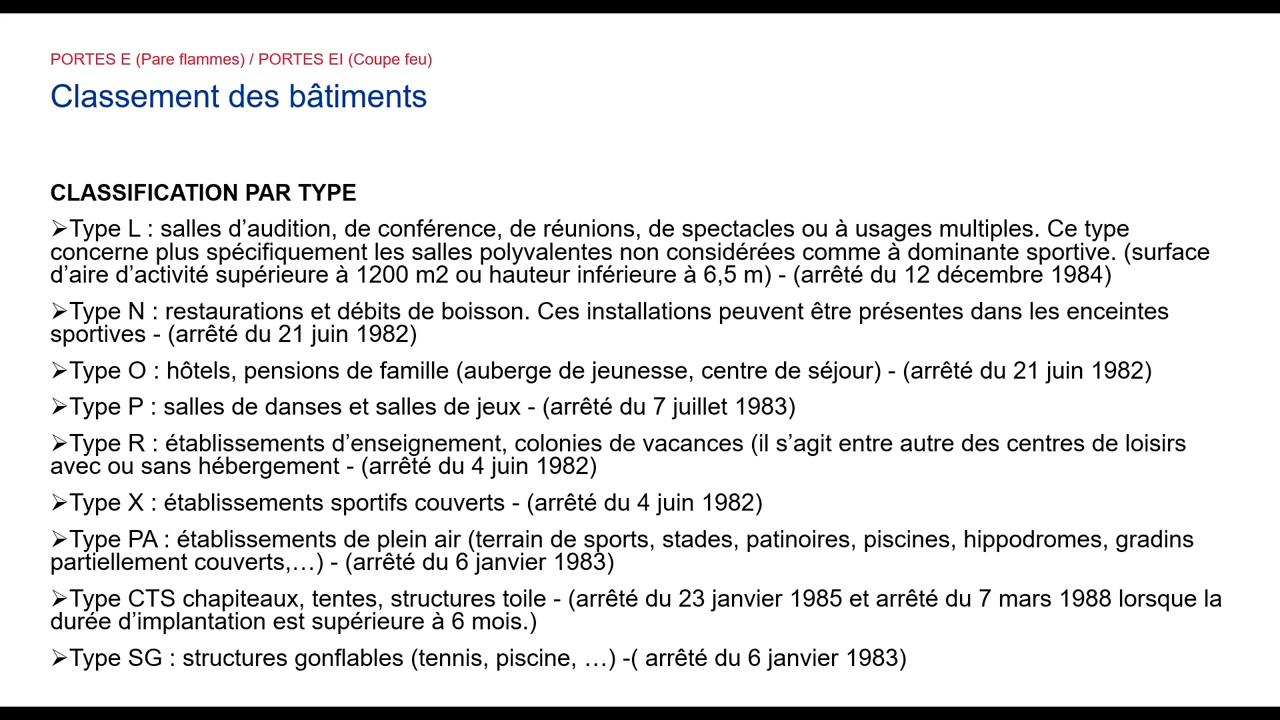 PORTES E (Pare flammes) / PORTES EI (Coupe feu)
Classement des bâtiments
CLASSIFICATION PAR TYPE
➢Type L : salles d’audition, de conférence, de réunions, de spectacles ou à usages multiples. Ce type
concerne plus spécifiquement les salles polyvalentes non considérées comme à dominante sportive. (surface
d’aire d’activité supérieure à 1200 m2 ou hauteur inférieure à 6,5 m) - (arrêté du 12 décembre 1984)
➢Type N : restaurations et débits de boisson. Ces installations peuvent être présentes dans les enceintes
sportives - (arrêté du 21 juin 1982)
➢Type O : hôtels, pensions de famille (auberge de jeunesse, centre de séjour) - (arrêté du 21 juin 1982)
➢Type P : salles de danses et salles de jeux - (arrêté du 7 juillet 1983)
➢Type R : établissements d’enseignement, colonies de vacances (il s’agit entre autre des centres de loisirs
avec ou sans hébergement - (arrêté du 4 juin 1982)
➢Type X : établissements sportifs couverts - (arrêté du 4 juin 1982)
➢Type PA : établissements de plein air (terrain de sports, stades, patinoires, piscines, hippodromes, gradins
partiellement couverts,…) - (arrêté du 6 janvier 1983)
➢Type CTS chapiteaux, tentes, structures toile - (arrêté du 23 janvier 1985 et arrêté du 7 mars 1988 lorsque la
durée d’implantation est supérieure à 6 mois.)
➢Type SG : structures gonflables (tennis, piscine, …) -( arrêté du 6 janvier 1983)